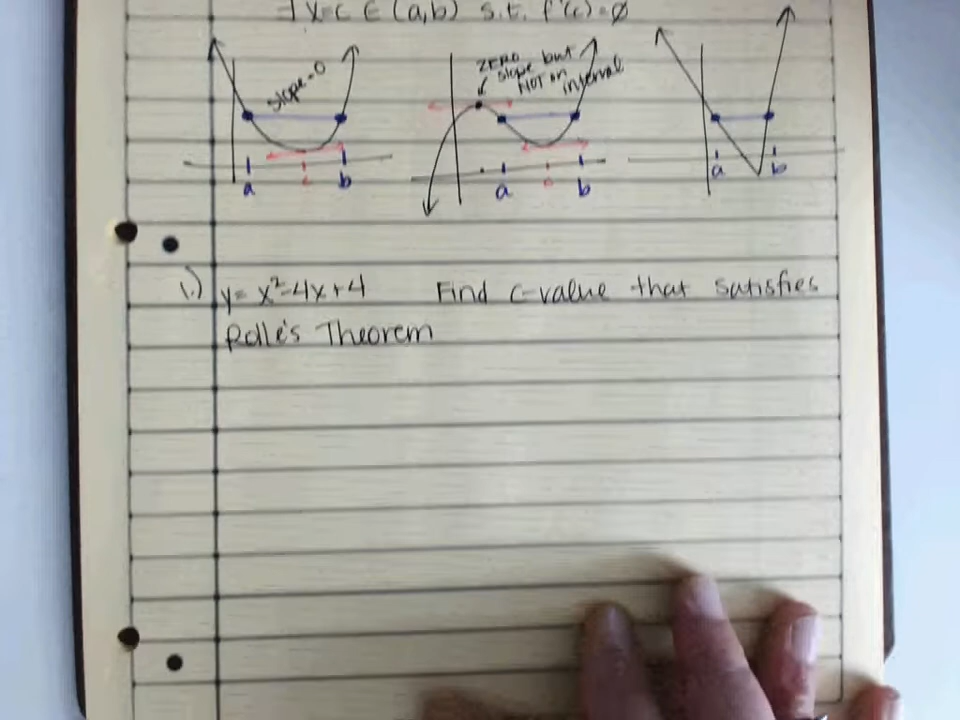 ∃ x=c ∈ (a,b) s.t. f'(c)=0
slope=0
ZERO
slope but
NOT on
interval
a c b
a c b
a b
1.) y= x²-4x+4 Find c-value that satisfies
Rolle's Theorem